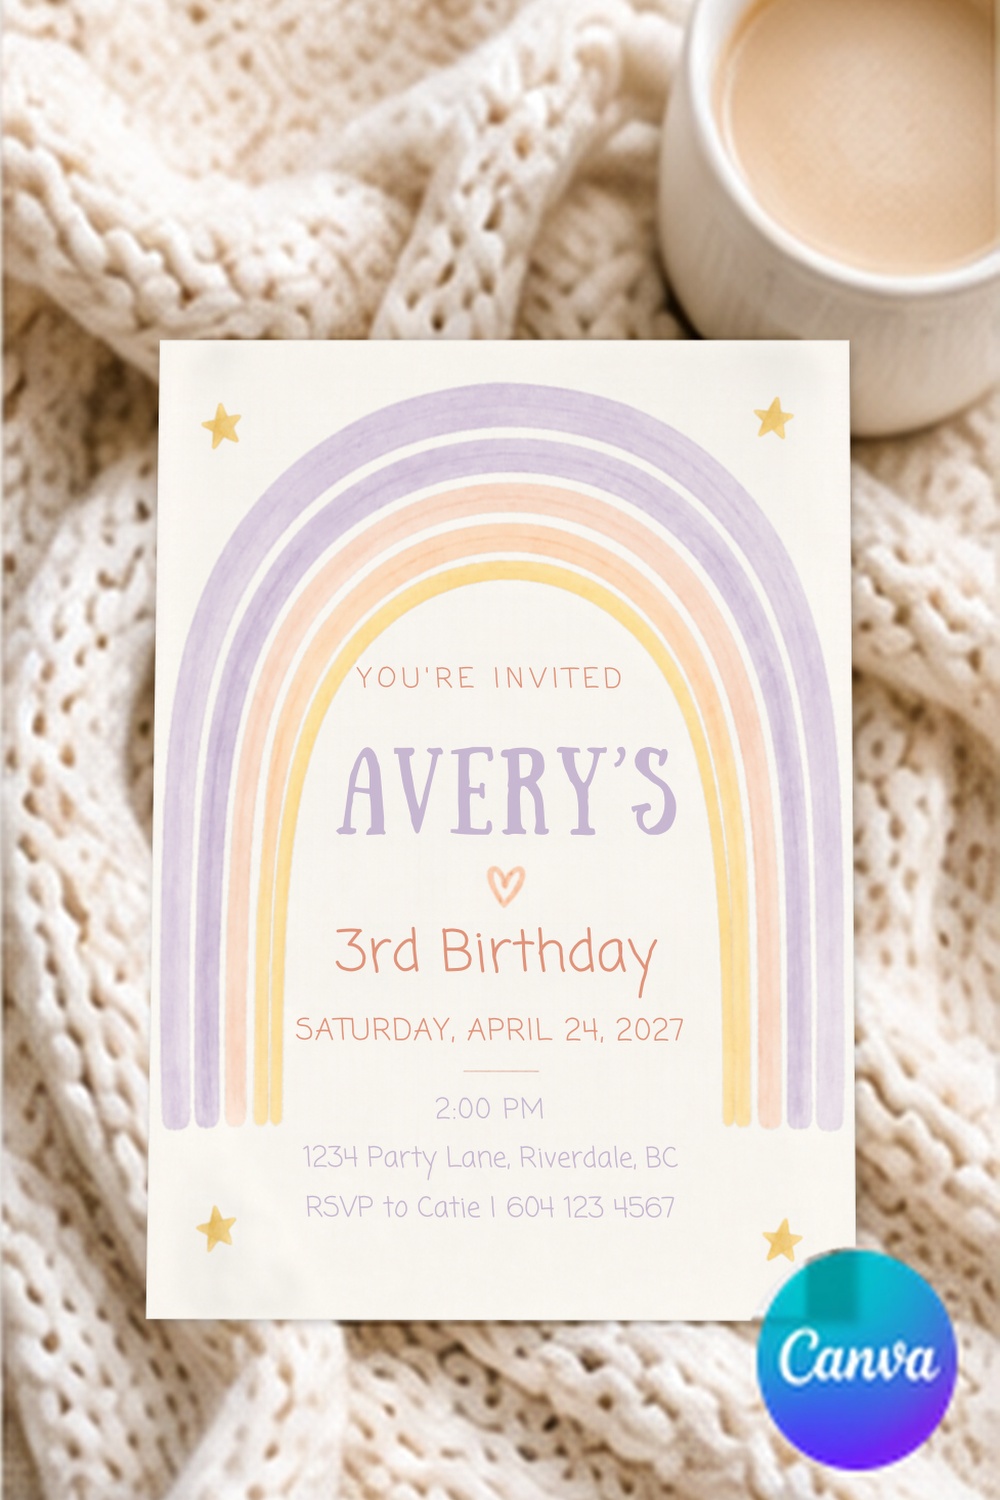 YOU'RE INVITED
AVERY'S
3rd Birthday
SATURDAY, APRIL 24, 2027
2:00 PM
1234 Party Lane, Riverdale, BC
RSVP to Catie | 604 123 4567
Canva